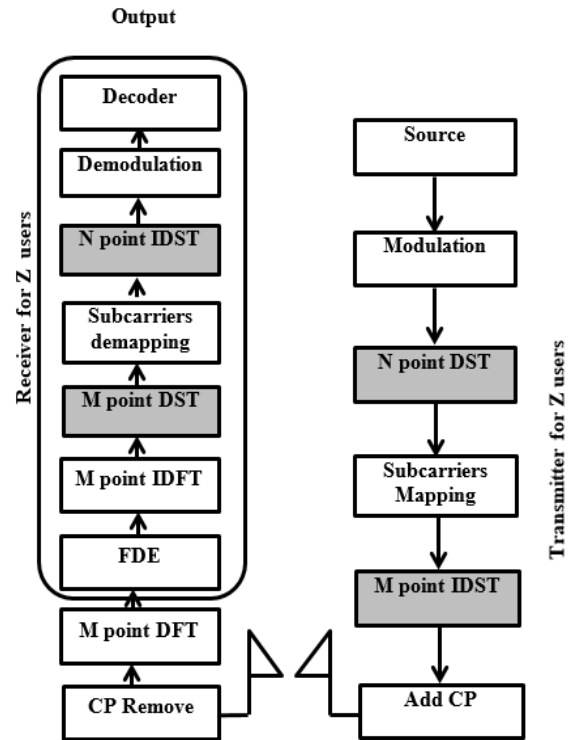 Output
Decoder
Demodulation
N point IDST
Subcarriers
demapping
M point DST
M point IDFT
FDE
M point DFT
CP Remove
Receiver for Z users
Source
Modulation
N point DST
Subcarriers
Mapping
M point IDST
Add CP
Transmitter for Z users